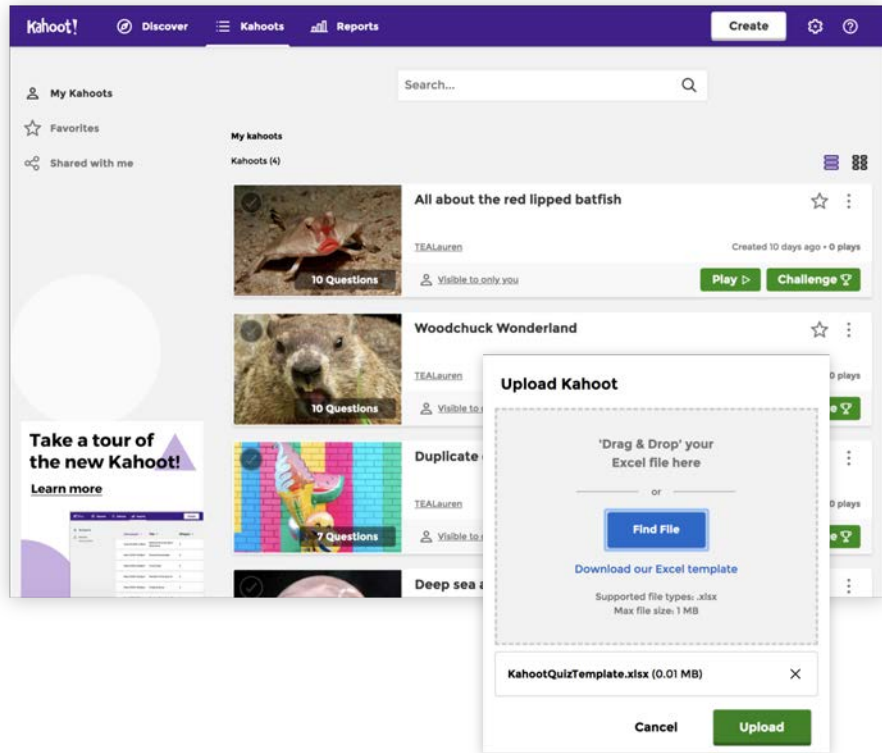 Kahoot!
Discover
Kahoots
Reports
Create
My Kahoots
Favorites
Shared with me
Search...
My kahoots
Kahoots (4)
All about the red lipped batfish
TEALauren
Created 10 days ago • 0 plays
10 Questions
Visible to only you
Play
Challenge
Woodchuck Wonderland
TEALauren
0 plays
10 Questions
Visible to
Duplicate
TEALauren
0 plays
7 Questions
Visible to
Deep sea
Take a tour of
the new Kahoot!
Learn more
Upload Kahoot
'Drag & Drop' your
Excel file here
or
Find File
Download our Excel template
Supported file types: .xlsx
Max file size: 1 MB
KahootQuizTemplate.xlsx (0.01 MB)
Cancel
Upload